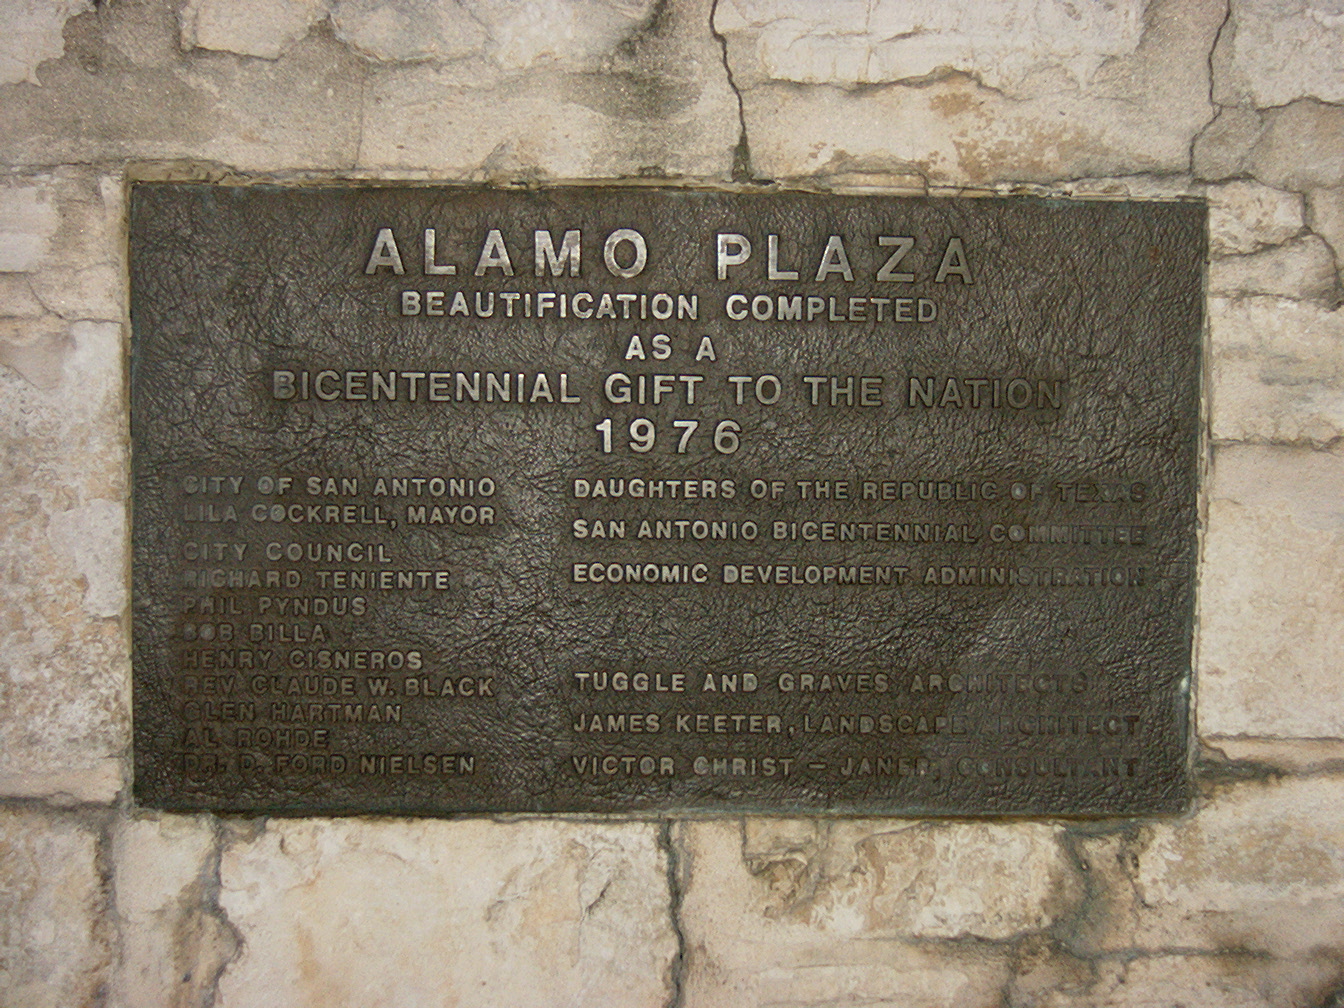 ALAMO PLAZA
BEAUTIFICATION COMPLETED
AS A
BICENTENNIAL GIFT TO THE NATION
1976
CITY OF SAN ANTONIO
LILA COCKRELL, MAYOR
CITY COUNCIL
RICHARD TENIENTE
PHIL PYNDUS
BOB BILLA
HENRY CISNEROS
REV. CLAUDE W. BLACK
GLEN HARTMAN
AL ROHDE
DR. D. FORD NIELSEN
DAUGHTERS OF THE REPUBLIC OF TEXAS
SAN ANTONIO BICENTENNIAL COMMITTEE
ECONOMIC DEVELOPMENT ADMINISTRATION
TUGGLE AND GRAVES ARCHITECTS
JAMES KEETER, LANDSCAPE ARCHITECT
VICTOR CHRIST – JANER, CONSULTANT